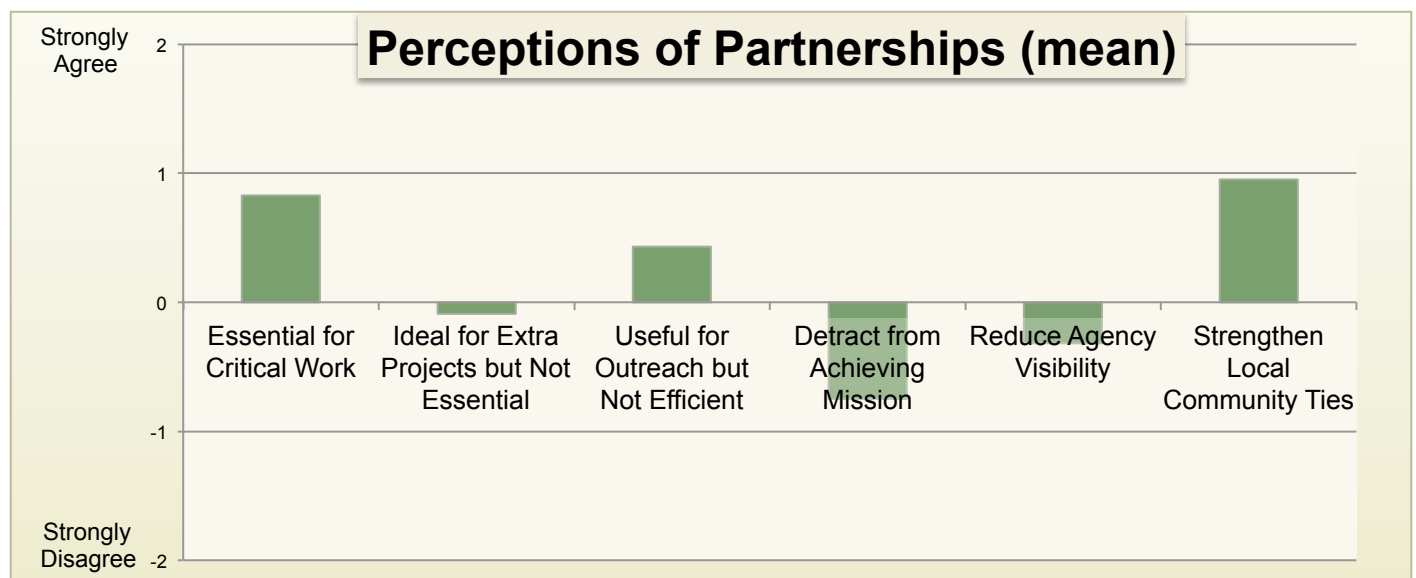 Perceptions of Partnerships (mean)
Strongly
Agree
2
1
0
-1
-2
Strongly
Disagree
Essential for
Critical Work
Ideal for Extra
Projects but Not
Essential
Useful for
Outreach but
Not Efficient
Detract from
Achieving
Mission
Reduce Agency
Visibility
Strengthen
Local
Community Ties